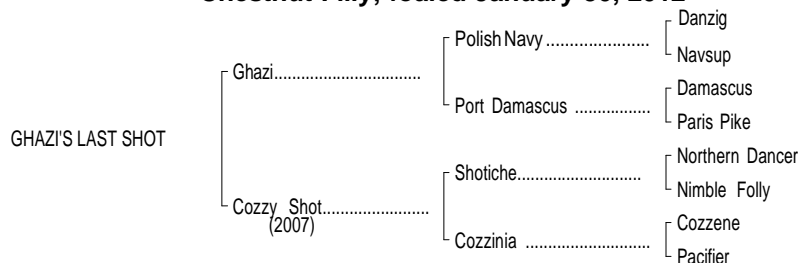 Chestnut Filly; foaled January 2012
Danzig
Polish Navy .....................
Navsup
Ghazi..................................
Damascus
Port Damascus .................
Paris Pike
GHAZI'S LAST SHOT
Northern Dancer
Shotiche.............................
Nimble Folly
Cozzy Shot.........................
(2007)
Cozzene
Cozzinia .............................
Pacifier